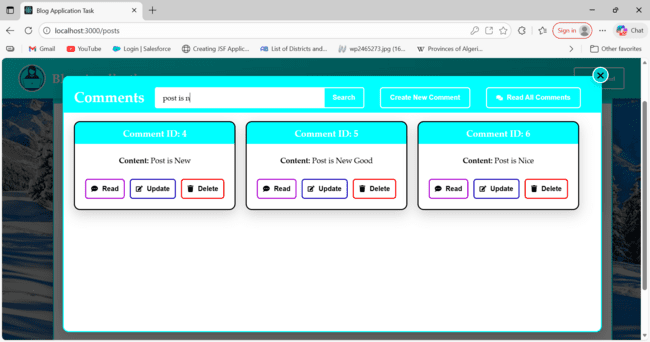 Blog Application Task
localhost:3000/posts
Sign in
Chat
Gmail
YouTube
Login | Salesforce
Creating JSF Applic...
List of Districts and...
wp2465273.jpg (16...
Provinces of Algeri...
Other favorites
Comments
post is n
Search
Create New Comment
Read All Comments
Comment ID: 4
Content: Post is New
Read
Update
Delete
Comment ID: 5
Content: Post is New Good
Read
Update
Delete
Comment ID: 6
Content: Post is Nice
Read
Update
Delete